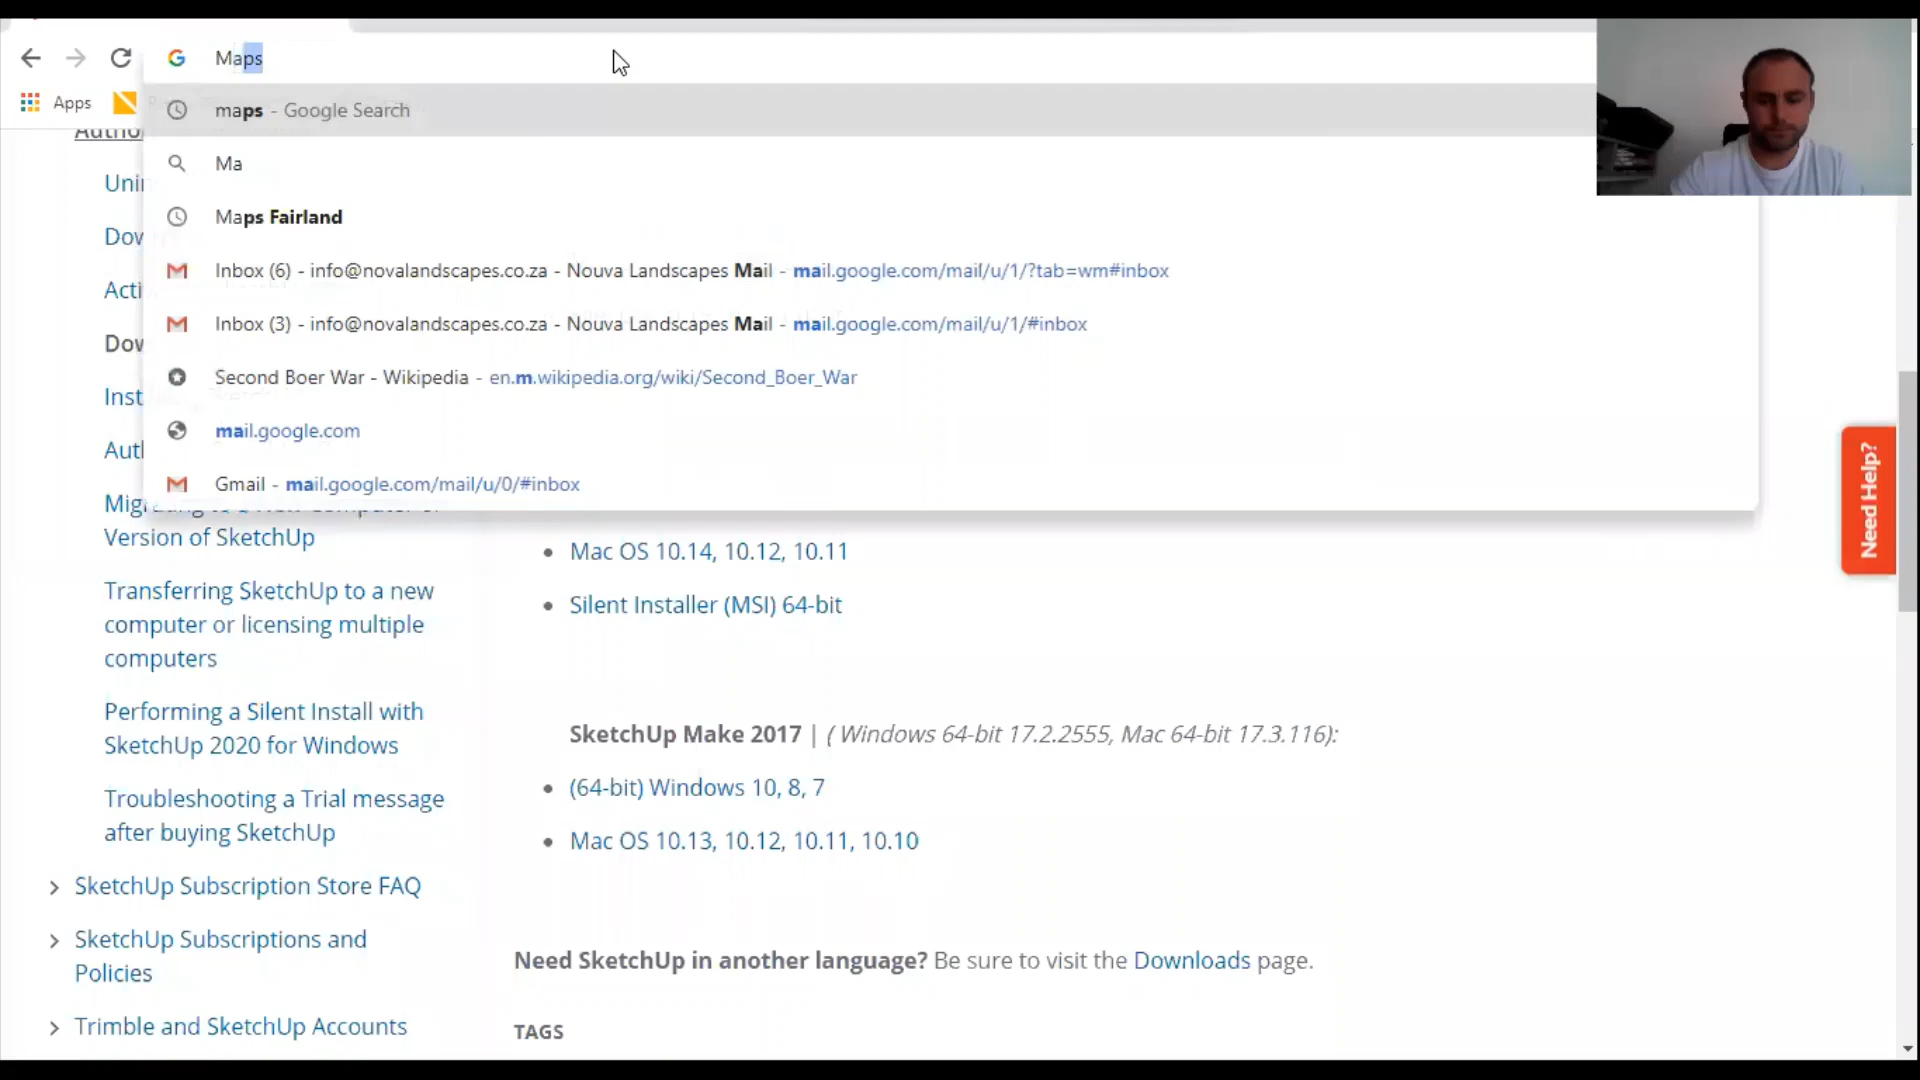 Maps
Apps
maps - Google Search
Ma
Maps Fairland
Inbox (6) - info@novalandscapes.co.za - Nouva Landscapes Mail - mail.google.com/mail/u/1/?tab=wm#inbox
Inbox (3) - info@novalandscapes.co.za - Nouva Landscapes Mail - mail.google.com/mail/u/1/#inbox
Second Boer War - Wikipedia - en.m.wikipedia.org/wiki/Second_Boer_War
mail.google.com
Gmail - mail.google.com/mail/u/0/#inbox
Version of SketchUp
Transferring SketchUp to a new
computer or licensing multiple
computers
Performing a Silent Install with
SketchUp 2020 for Windows
Troubleshooting a Trial message
after buying SketchUp
SketchUp Subscription Store FAQ
SketchUp Subscriptions and
Policies
Trimble and SketchUp Accounts
Mac OS 10.14, 10.12, 10.11
Silent Installer (MSI) 64-bit
SketchUp Make 2017 | ( Windows 64-bit 17.2.2555, Mac 64-bit 17.3.116):
(64-bit) Windows 10, 8, 7
Mac OS 10.13, 10.12, 10.11, 10.10
Need SketchUp in another language? Be sure to visit the Downloads page.
TAGS
Need Help?